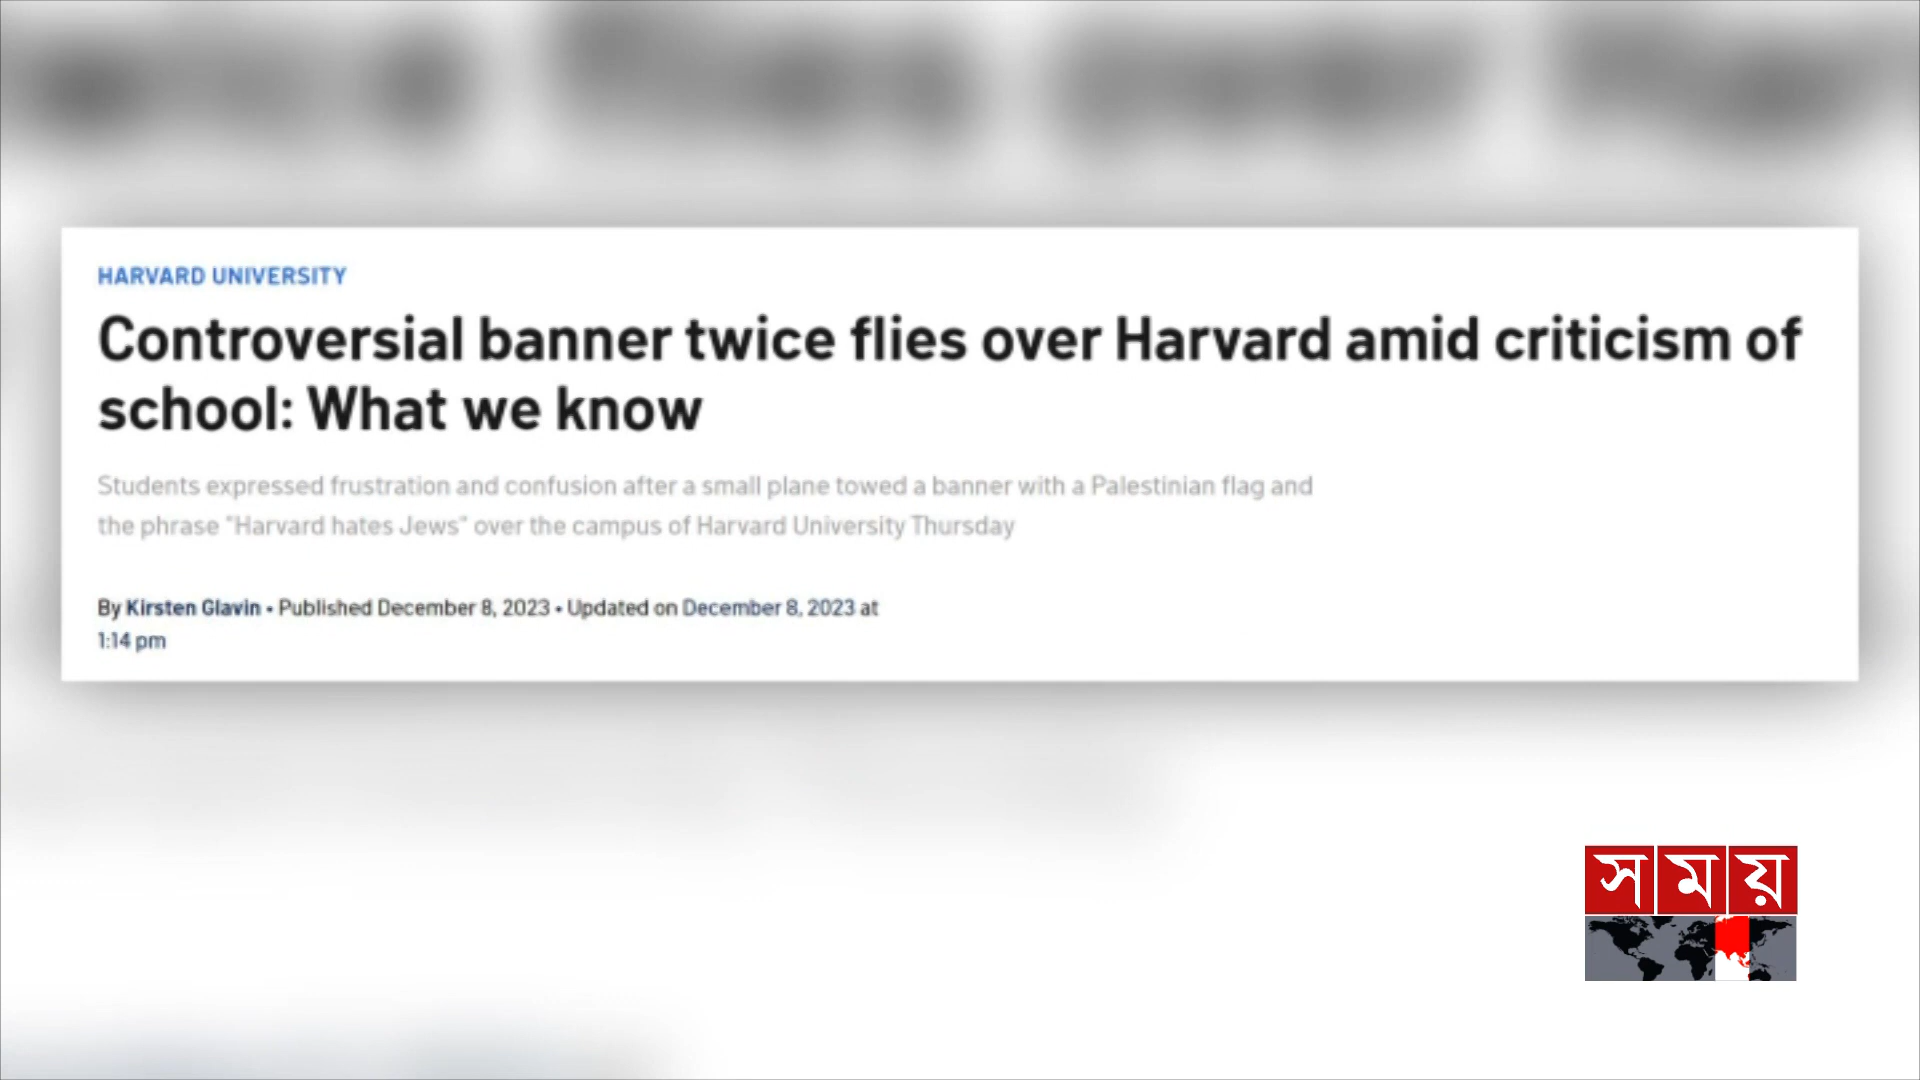 HARVARD UNIVERSITY
Controversial banner twice flies over Harvard amid criticism of
school: What we know
Students expressed frustration and confusion after a small plane towed a banner with a Palestinian flag and
the phrase "Harvard hates Jews" over the campus of Harvard University Thursday
By Kirsten Glavin • Published December 8, 2023 • Updated on December 8, 2023 at
1:14 pm
সময়